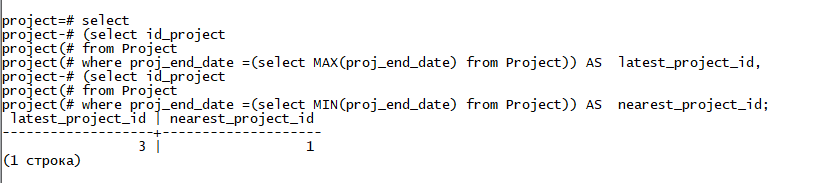 project=# select
project-# (select id_project
project(# from Project
project(# where proj_end_date =(select MAX(proj_end_date) from Project)) AS  latest_project_id,
project-# (select id_project
project(# from Project
project(# where proj_end_date =(select MIN(proj_end_date) from Project)) AS  nearest_project_id;
 latest_project_id | nearest_project_id
-------------------+--------------------
                 3 |                  1
(1 строка)